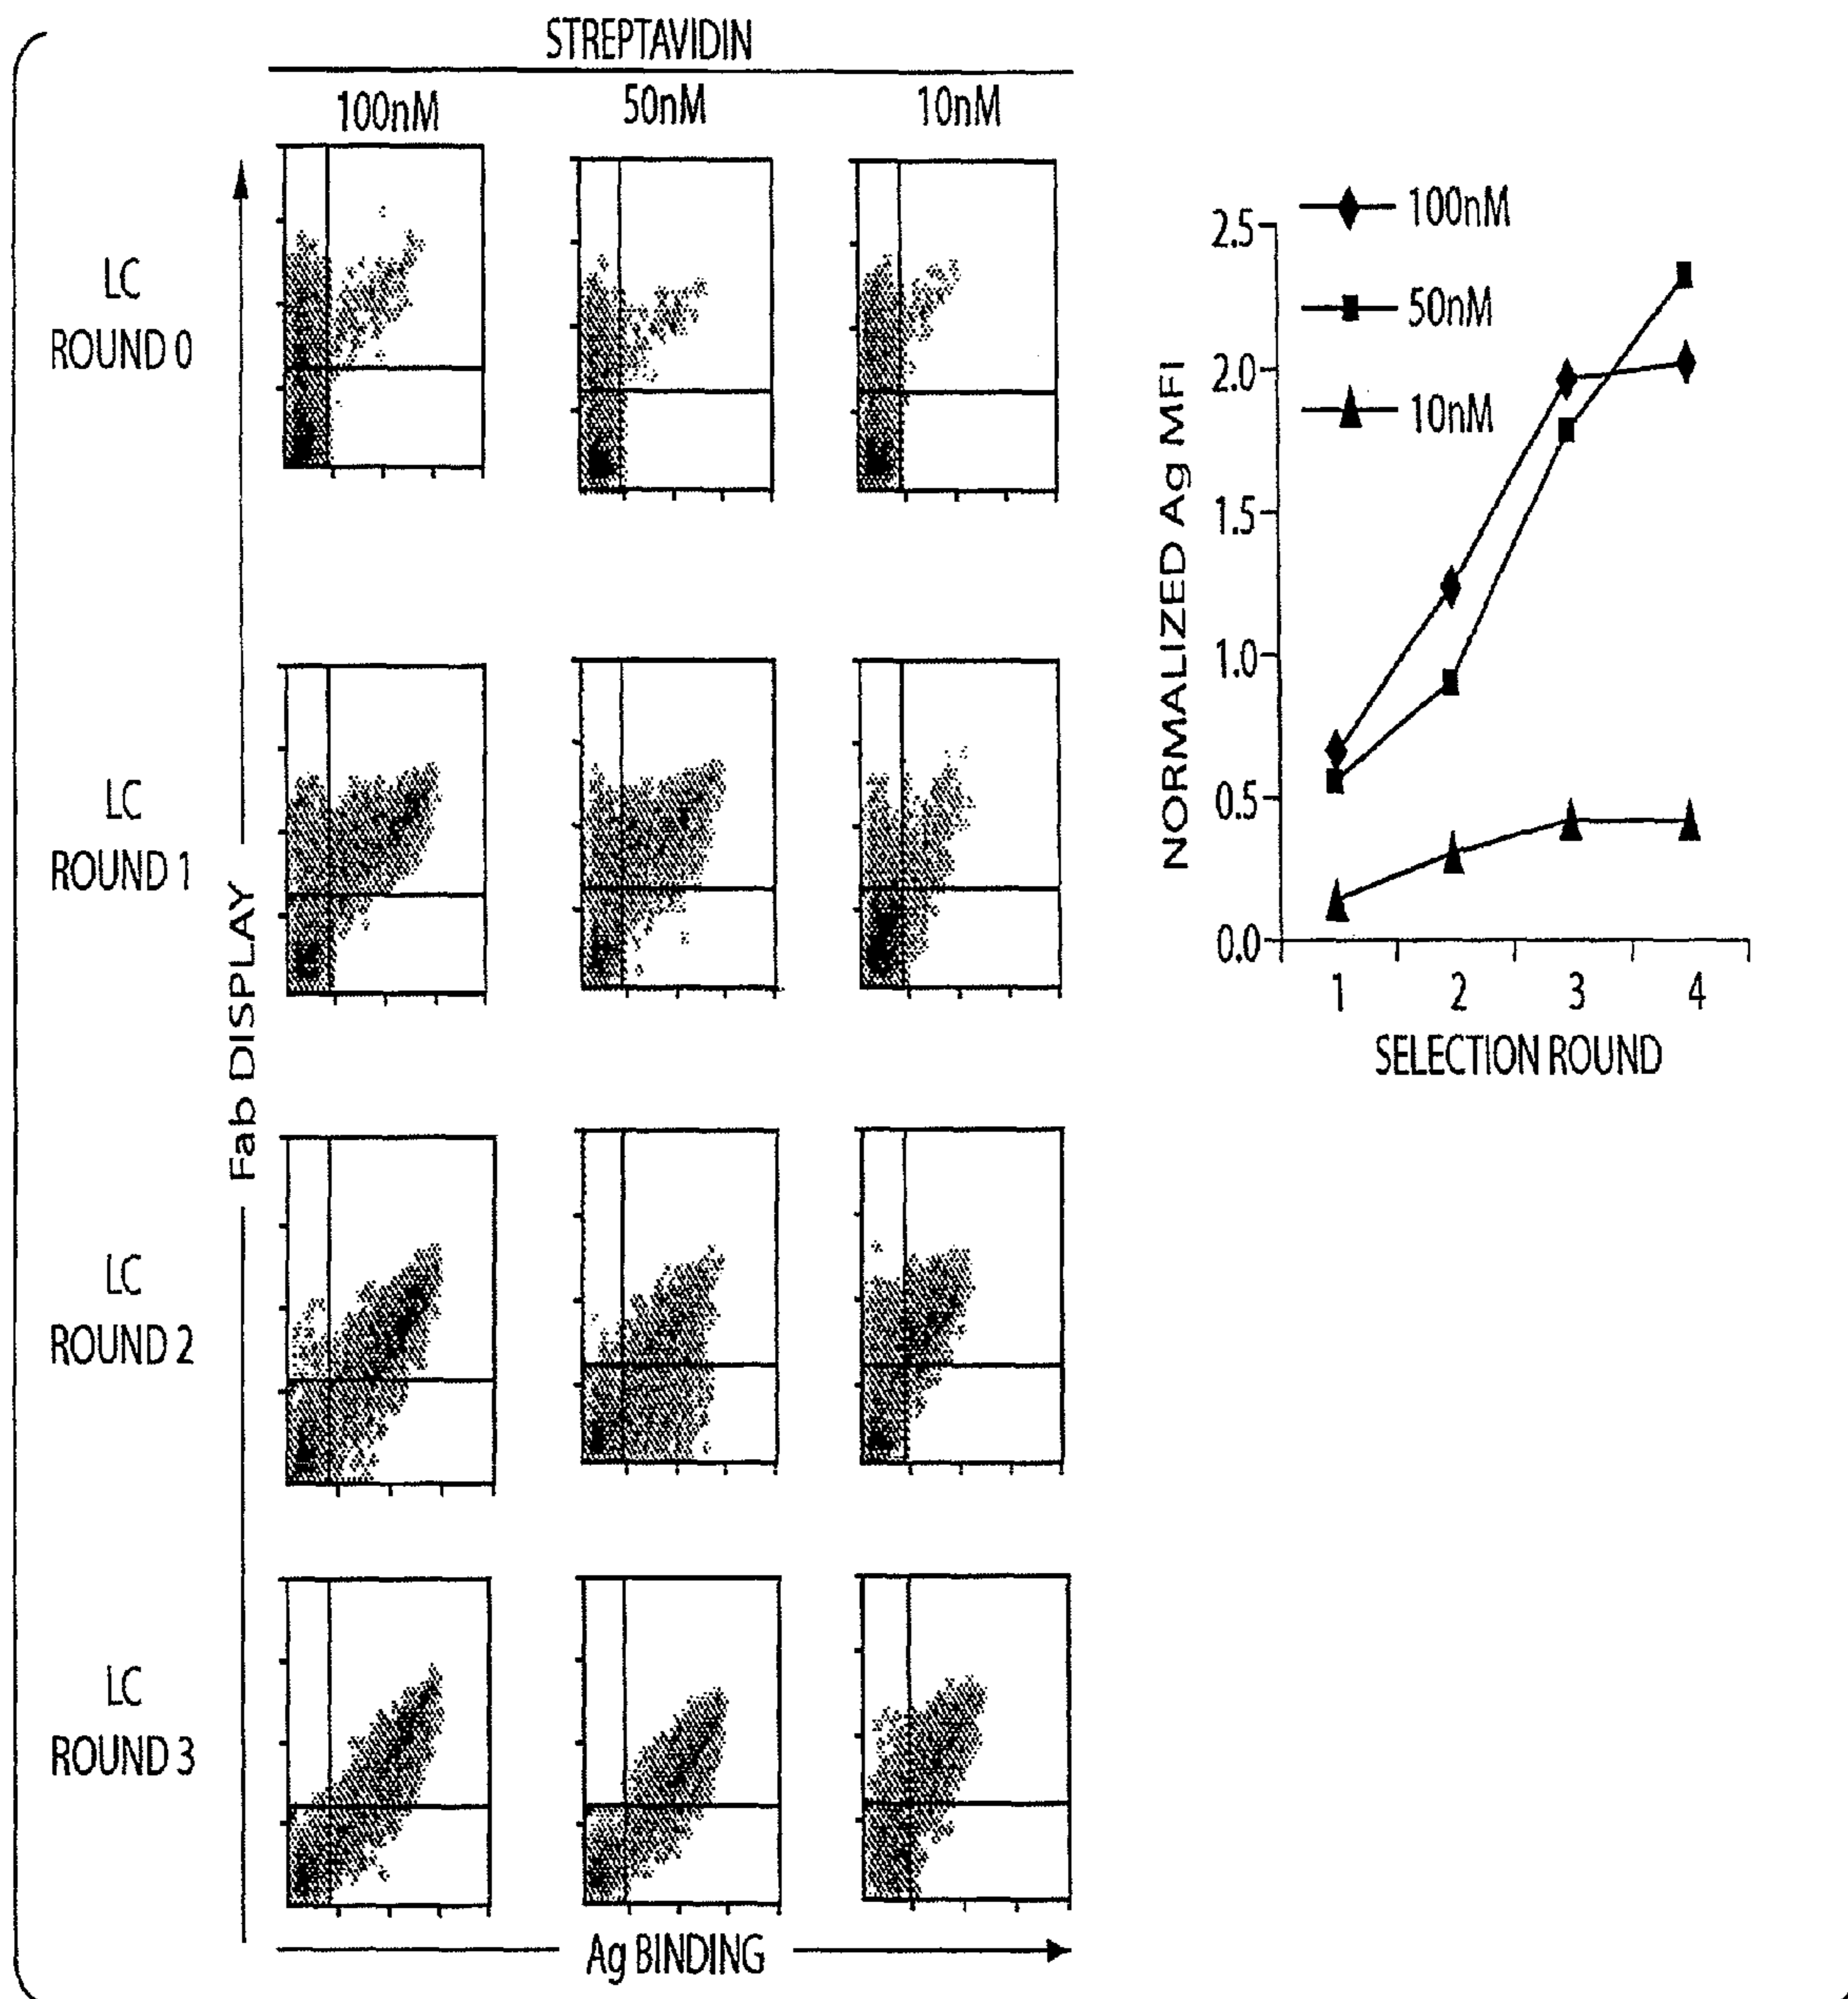 STREPTAVIDIN
100nM 50nM 10nM
LC
ROUND 0
LC
ROUND 1
LC
ROUND 2
LC
ROUND 3
Fab DISPLAY
Ag BINDING
100nM
50nM
10nM
NORMALIZED Ag MFI
2.5
2.0
1.5
1.0
0.5
0.0
1 2 3 4
SELECTION ROUND